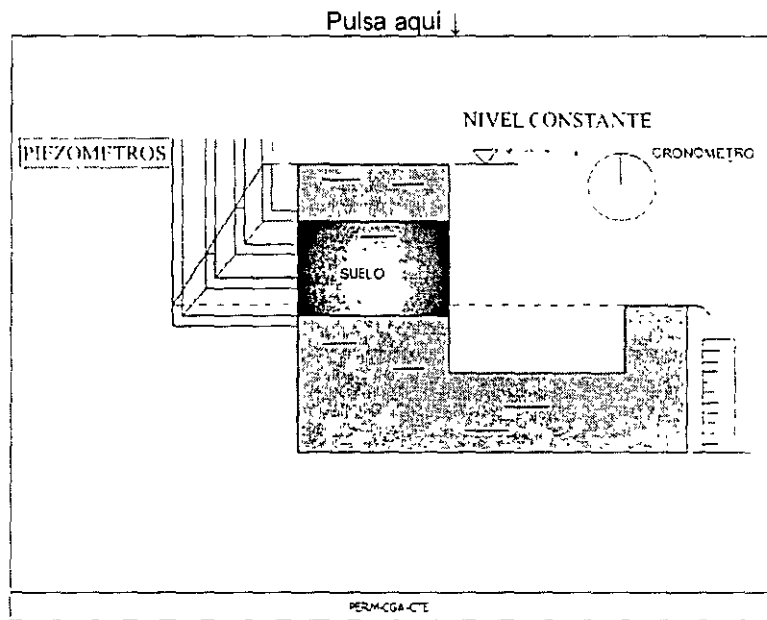 Pulsa aquí ↓
NIVEL CONSTANTE
PIEZOMETROS
CRONOMETRO
SUELO
PERM-CGA-CTE